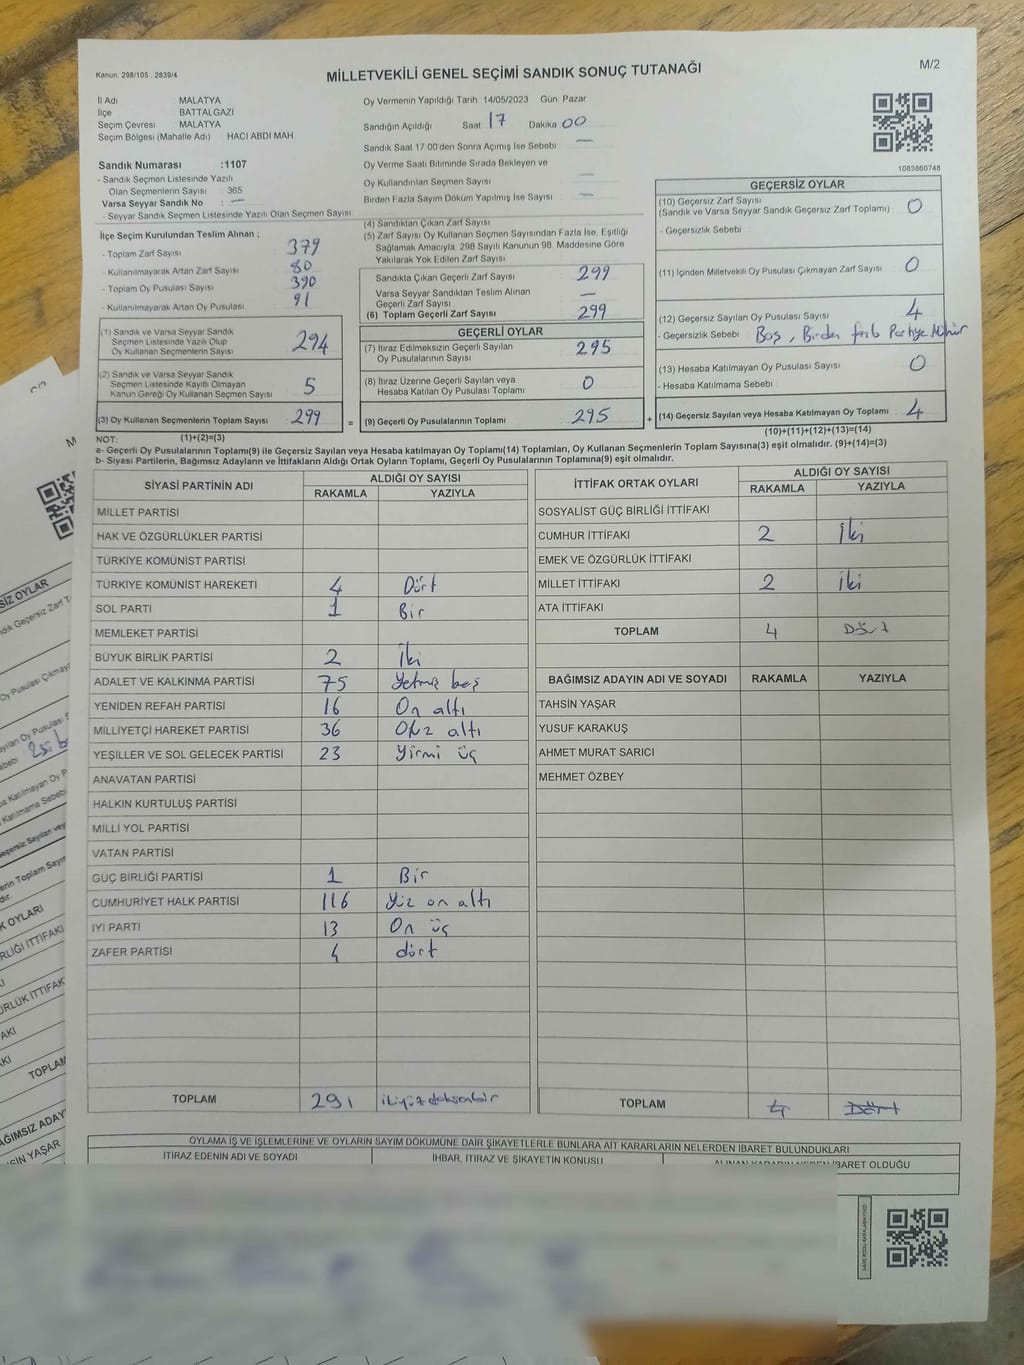 Kanun. 298/105 . 2839/4
MİLLETVEKİLİ GENEL SEÇİMİ SANDIK SONUÇ TUTANAĞI
M/2
İl Adı : MALATYA
İlçe : BATTALGAZİ
Seçim Çevresi : MALATYA
Seçim Bölgesi (Mahalle Adı) : HACI ABDİ MAH
Sandık Numarası :1107
- Sandık Seçmen Listesinde Yazılı
Olan Seçmenlerin Sayısı : 365
Varsa Seyyar Sandık No : —
- Seyyar Sandık Seçmen Listesinde Yazılı Olan Seçmen Sayısı:
İlçe Seçim Kurulundan Teslim Alınan ;
- Toplam Zarf Sayısı 379
- Kullanılmayarak Artan Zarf Sayısı 80
- Toplam Oy Pusulası Sayısı 390
- Kullanılmayarak Artan Oy Pusulası 91
(1) Sandık ve Varsa Seyyar Sandık
Seçmen Listesinde Yazılı Olup
Oy Kullanan Seçmenlerin Sayısı 294
(2) Sandık ve Varsa Seyyar Sandık
Seçmen Listesinde Kayıtlı Olmayan
Kanun Gereği Oy Kullanan Seçmen Sayısı 5
(3) Oy Kullanan Seçmenlerin Toplam Sayısı 299 =
Oy Vermenin Yapıldığı Tarih 14/05/2023 Gün Pazar
Sandığın Açıldığı Saat 17 Dakika 00
Sandık Saat 17:00'den Sonra Açılmış İse Sebebi : —
Oy Verme Saati Bitiminde Sırada Bekleyen ve
Oy Kullandırılan Seçmen Sayısı : —
Birden Fazla Sayım Döküm Yapılmış İse Sayısı : —
(4) Sandıktan Çıkan Zarf Sayısı
(5) Zarf Sayısı Oy Kullanan Seçmen Sayısından Fazla İse, Eşitliği
Sağlamak Amacıyla, 298 Sayılı Kanunun 98. Maddesine Göre
Yakılarak Yok Edilen Zarf Sayısı
Sandıkta Çıkan Geçerli Zarf Sayısı 299
Varsa Seyyar Sandıktan Teslim Alınan
Geçerli Zarf Sayısı —
(6) Toplam Geçerli Zarf Sayısı 299
GEÇERLİ OYLAR
(7) İtiraz Edilmeksizin Geçerli Sayılan
Oy Pusulalarının Sayısı 295
(8) İtiraz Üzerine Geçerli Sayılan veya
Hesaba Katılan Oy Pusulası Toplamı 0
(9) Geçerli Oy Pusulalarının Toplamı 295 +
1083860748
GEÇERSİZ OYLAR
(10) Geçersiz Zarf Sayısı
(Sandık ve Varsa Seyyar Sandık Geçersiz Zarf Toplamı) 0
- Geçersizlik Sebebi :
(11) İçinden Milletvekili Oy Pusulası Çıkmayan Zarf Sayısı 0
(12) Geçersiz Sayılan Oy Pusulası Sayısı 4
- Geçersizlik Sebebi : Boş, Birden fazla Partiye Mühür
(13) Hesaba Katılmayan Oy Pusulası Sayısı 0
- Hesaba Katılmama Sebebi :
(14) Geçersiz Sayılan veya Hesaba Katılmayan Oy Toplamı 4
NOT: (1)+(2)=(3)
(10)+(11)+(12)+(13)=(14)
a- Geçerli Oy Pusulalarının Toplamı(9) ile Geçersiz Sayılan veya Hesaba katılmayan Oy Toplamı(14) Toplamları, Oy Kullanan Seçmenlerin Toplam Sayısına(3) eşit olmalıdır. (9)+(14)=(3)
b- Siyasi Partilerin, Bağımsız Adayların ve İttifakların Aldığı Ortak Oyların Toplamı, Geçerli Oy Pusulalarının Toplamına(9) eşit olmalıdır.
SİYASİ PARTİNİN ADI
ALDIĞI OY SAYISI
RAKAMLA YAZIYLA
MİLLET PARTİSİ
HAK VE ÖZGÜRLÜKLER PARTİSİ
TÜRKİYE KOMÜNİST PARTİSİ
TÜRKİYE KOMÜNİST HAREKETİ 4 Dört
SOL PARTİ 1 Bir
MEMLEKET PARTİSİ
BÜYÜK BİRLİK PARTİSİ 2 İki
ADALET VE KALKINMA PARTİSİ 75 Yetmiş beş
YENİDEN REFAH PARTİSİ 16 On altı
MİLLİYETÇİ HAREKET PARTİSİ 36 Otuz altı
YEŞİLLER VE SOL GELECEK PARTİSİ 23 Yirmi üç
ANAVATAN PARTİSİ
HALKIN KURTULUŞ PARTİSİ
MİLLİ YOL PARTİSİ
VATAN PARTİSİ
GÜÇ BİRLİĞİ PARTİSİ 1 Bir
CUMHURİYET HALK PARTİSİ 116 Yüz on altı
İYİ PARTİ 13 On üç
ZAFER PARTİSİ 4 dört
TOPLAM 291 ikiyüzdoksanbir
İTTİFAK ORTAK OYLARI
ALDIĞI OY SAYISI
RAKAMLA YAZIYLA
SOSYALİST GÜÇ BİRLİĞİ İTTİFAKI
CUMHUR İTTİFAKI 2 İki
EMEK VE ÖZGÜRLÜK İTTİFAKI
MİLLET İTTİFAKI 2 İki
ATA İTTİFAKI
TOPLAM 4 Dört
BAĞIMSIZ ADAYIN ADI VE SOYADI RAKAMLA YAZIYLA
TAHSİN YAŞAR
YUSUF KARAKUŞ
AHMET MURAT SARICI
MEHMET ÖZBEY
TOPLAM 4 Dört
OYLAMA İŞ VE İŞLEMLERİNE VE OYLARIN SAYIM DÖKÜMÜNE DAİR ŞİKAYETLERLE BUNLARA AİT KARARLARIN NELERDEN İBARET BULUNDUKLARI
İTİRAZ EDENİN ADI VE SOYADI
İHBAR, İTİRAZ VE ŞİKAYETİN KONUSU
İBARET OLDUĞU